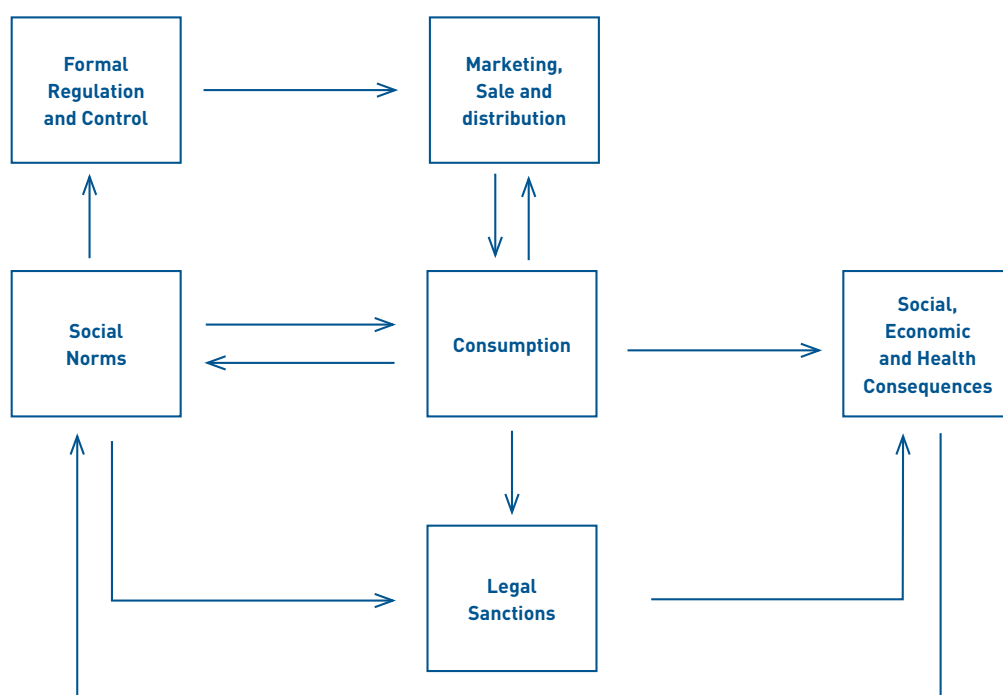 Formal
Regulation
and Control
Marketing,
Sale and
distribution
Social
Norms
Consumption
Social,
Economic
and Health
Consequences
Legal
Sanctions